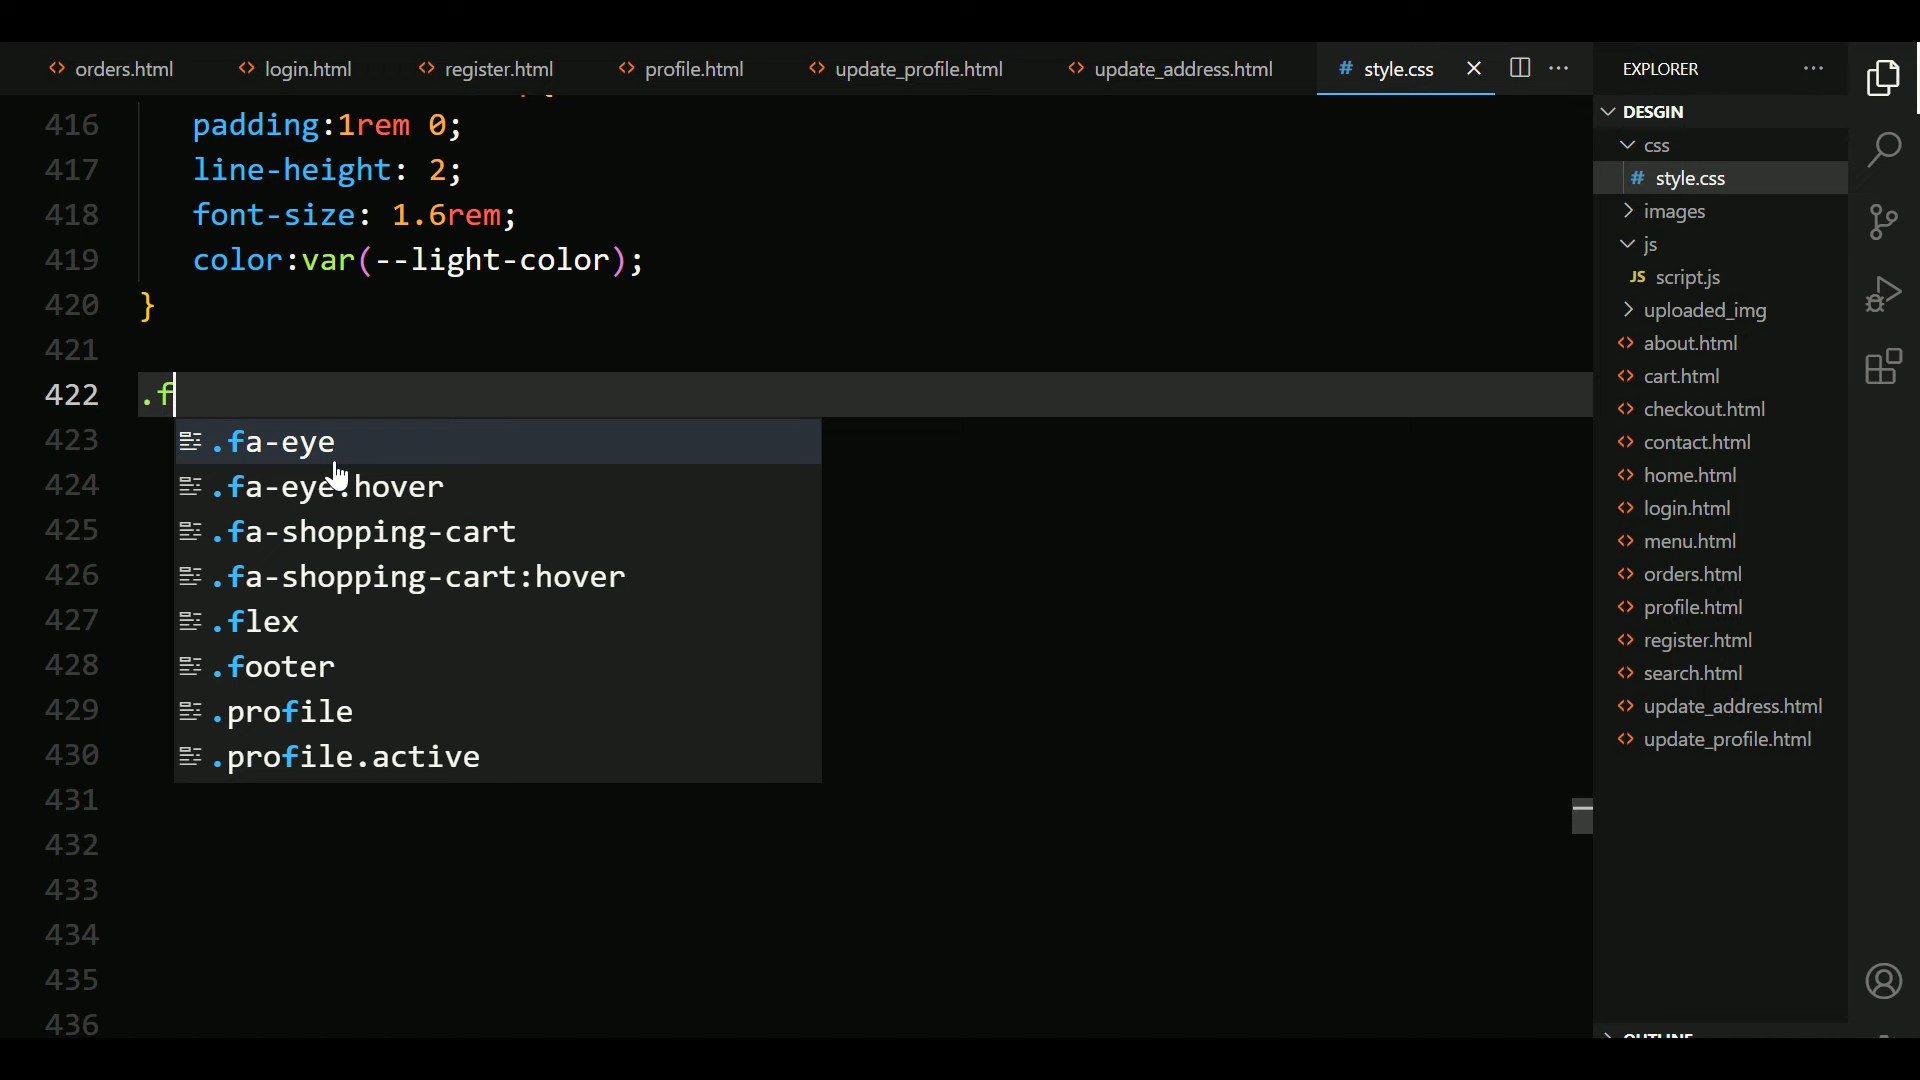 orders.html
login.html
register.html
profile.html
update_profile.html
update_address.html
# style.css
416 padding:1rem 0;
417 line-height: 2;
418 font-size: 1.6rem;
419 color:var(--light-color);
420 }
421
422 .f
423
424
425
426
427
428
429
430
431
432
433
434
435
436
.fa-eye
.fa-eye:hover
.fa-shopping-cart
.fa-shopping-cart:hover
.flex
.footer
.profile
.profile.active
EXPLORER
DESGIN
css
# style.css
images
js
JS script.js
uploaded_img
about.html
cart.html
checkout.html
contact.html
home.html
login.html
menu.html
orders.html
profile.html
register.html
search.html
update_address.html
update_profile.html
OUTLINE